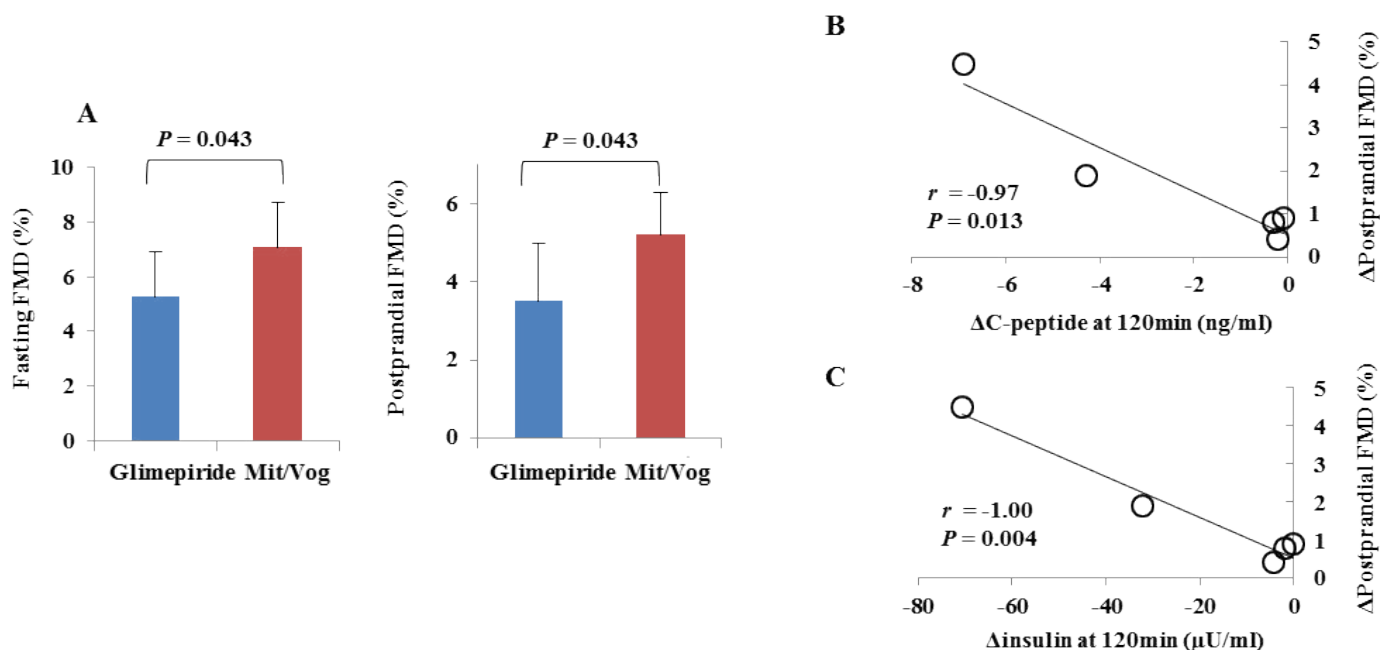 A
P = 0.043
Fasting FMD (%)
10
8
6
4
2
0
Glimepiride Mit/Vog
P = 0.043
Postprandial FMD (%)
6
4
2
0
Glimepiride Mit/Vog
B
r = -0.97
P = 0.013
5
4
3
2
1
0
ΔPostprandial FMD (%)
-8 -6 -4 -2 0
ΔC-peptide at 120min (ng/ml)
C
r = -1.00
P = 0.004
5
4
3
2
1
0
ΔPostprandial FMD (%)
-80 -60 -40 -20 0
Δinsulin at 120min (μU/ml)